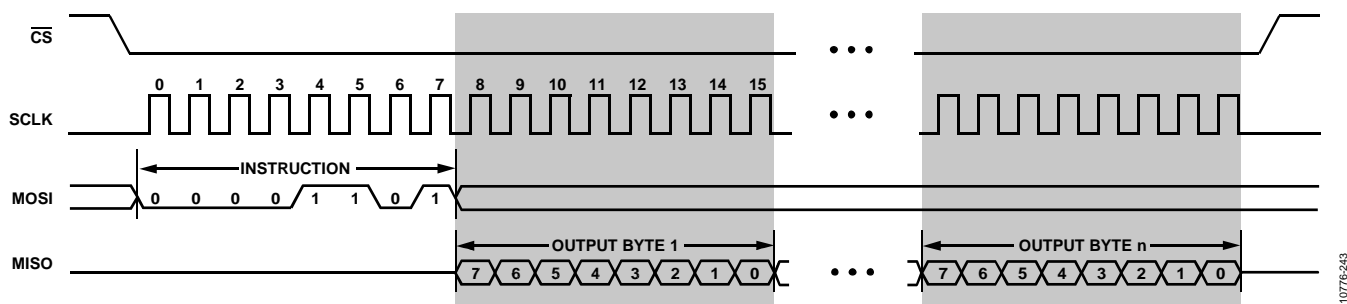 CS
0 1 2 3 4 5 6 7 8 9 10 11 12 13 14 15
SCLK
INSTRUCTION
MOSI 0 0 0 0 1 1 0 1
OUTPUT BYTE 1 OUTPUT BYTE n
MISO 7 6 5 4 3 2 1 0 7 6 5 4 3 2 1 0
10776-243